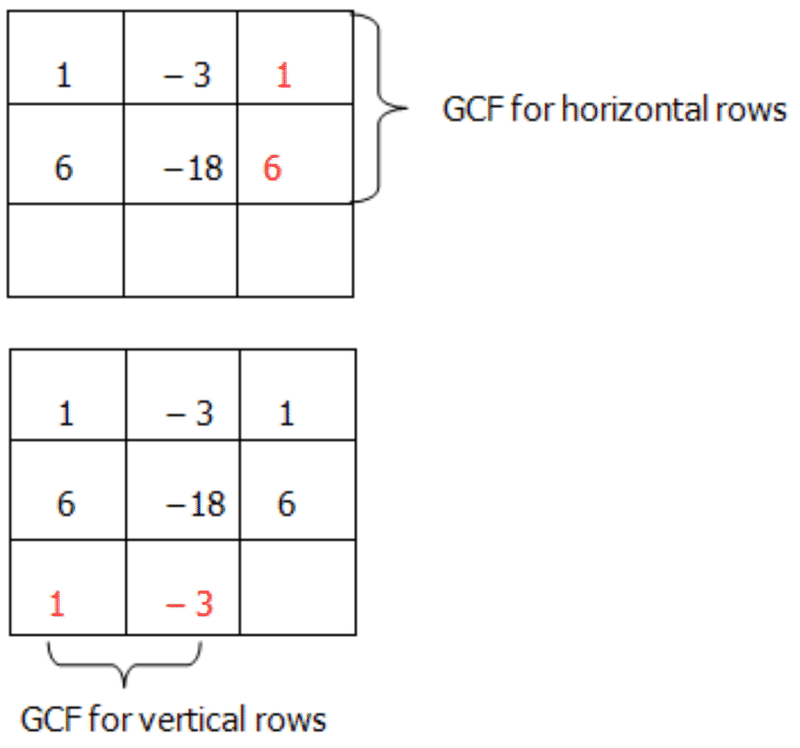 1 – 3 1
GCF for horizontal rows
6 –18 6
1 – 3 1
6 –18 6
1 – 3
GCF for vertical rows